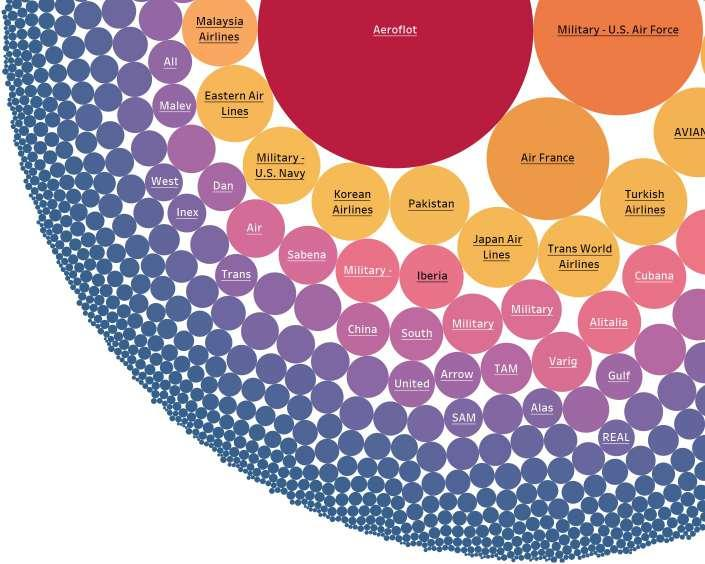 Malaysia
Airlines
Aeroflot
Military - U.S. Air Force
All
Malev
Eastern Air
Lines
AVIAN
Military -
U.S. Navy
Air France
West
Dan
Korean
Airlines
Pakistan
Turkish
Airlines
Inex
Air
Japan Air
Lines
Trans World
Airlines
Sabena
Trans
Military -
Iberia
Cubana
Military
China
South
Military
Alitalia
United
Arrow
TAM
Varig
Gulf
SAM
Alas
REAL